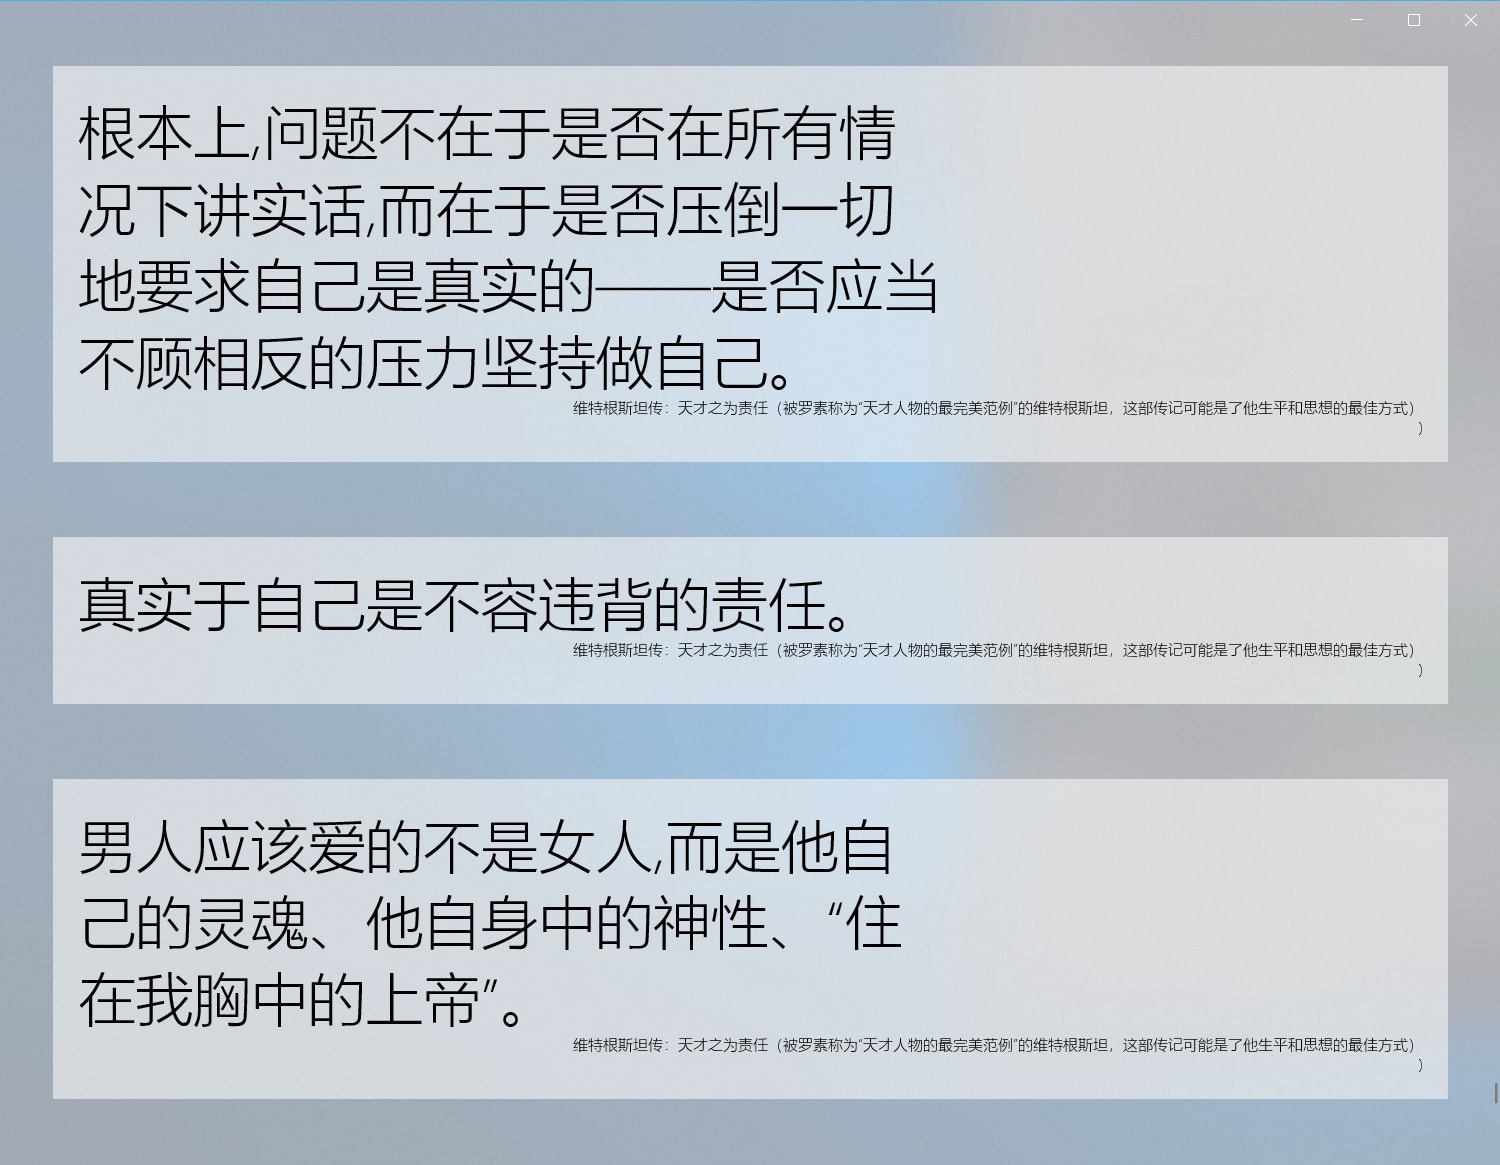 根本上,问题不在于是否在所有情
况下讲实话,而在于是否压倒一切
地要求自己是真实的——是否应当
不顾相反的压力坚持做自己。
维特根斯坦传：天才之为责任（被罗素称为“天才人物的最完美范例”的维特根斯坦，这部传记可能是了他生平和思想的最佳方式）
）
真实于自己是不容违背的责任。
维特根斯坦传：天才之为责任（被罗素称为“天才人物的最完美范例”的维特根斯坦，这部传记可能是了他生平和思想的最佳方式）
）
男人应该爱的不是女人,而是他自
己的灵魂、他自身中的神性、“住
在我胸中的上帝”。
维特根斯坦传：天才之为责任（被罗素称为“天才人物的最完美范例”的维特根斯坦，这部传记可能是了他生平和思想的最佳方式）
）